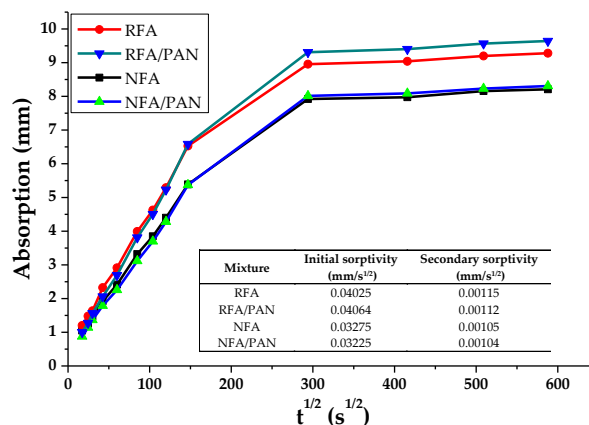 RFA
RFA/PAN
NFA
NFA/PAN
10
9
8
7
6
5
4
3
2
1
0
Absorption (mm)
Mixture Initial sorptivity (mm/s1/2) Secondary sorptivity (mm/s1/2)
RFA 0.04025 0.00115
RFA/PAN 0.04064 0.00112
NFA 0.03275 0.00105
NFA/PAN 0.03225 0.00104
0 100 200 300 400 500 600
t1/2 (s1/2)